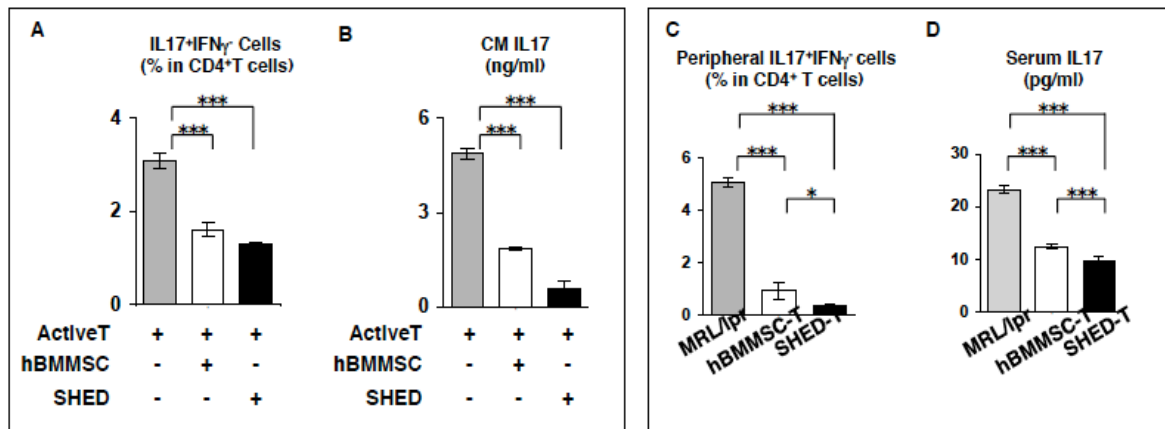 A
IL17⁺IFNγ⁻ Cells
(% in CD4⁺T cells)
***
***
4
2
0
ActiveT + + +
hBMMSC - + -
SHED - - +
B
CM IL17
(ng/ml)
***
***
6
3
0
ActiveT + + +
hBMMSC - + -
SHED - - +
C
Peripheral IL17⁺IFNγ⁻ cells
(% in CD4⁺ T cells)
***
***
*
6
4
2
0
MRL/lpr
hBMMSC-T
SHED-T
D
Serum IL17
(pg/ml)
***
***
***
30
20
10
0
MRL/lpr
hBMMSC-T
SHED-T